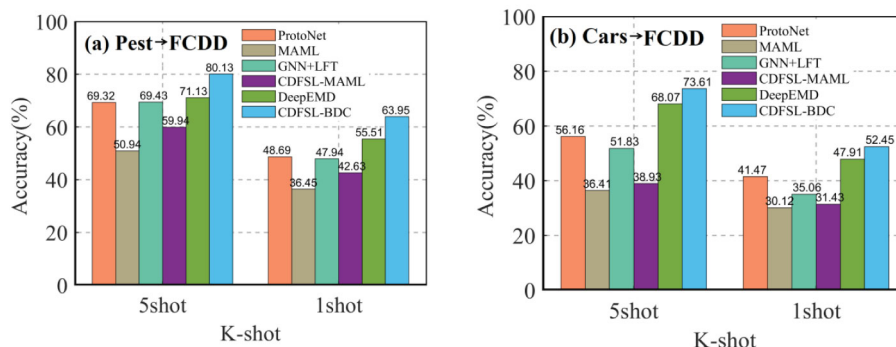 (a) Pest→FCDD
ProtoNet
MAML
GNN+LFT
CDFSL-MAML
DeepEMD
CDFSL-BDC
Accuracy(%)
100
80
60
40
20
0
69.32
50.94
69.43
59.94
71.13
80.13
48.69
36.45
47.94
42.63
55.51
63.95
5shot
1shot
K-shot
(b) Cars→FCDD
ProtoNet
MAML
GNN+LFT
CDFSL-MAML
DeepEMD
CDFSL-BDC
Accuracy(%)
100
80
60
40
20
0
56.16
36.41
51.83
38.93
68.07
73.61
41.47
30.12
35.06
31.43
47.91
52.45
5shot
1shot
K-shot